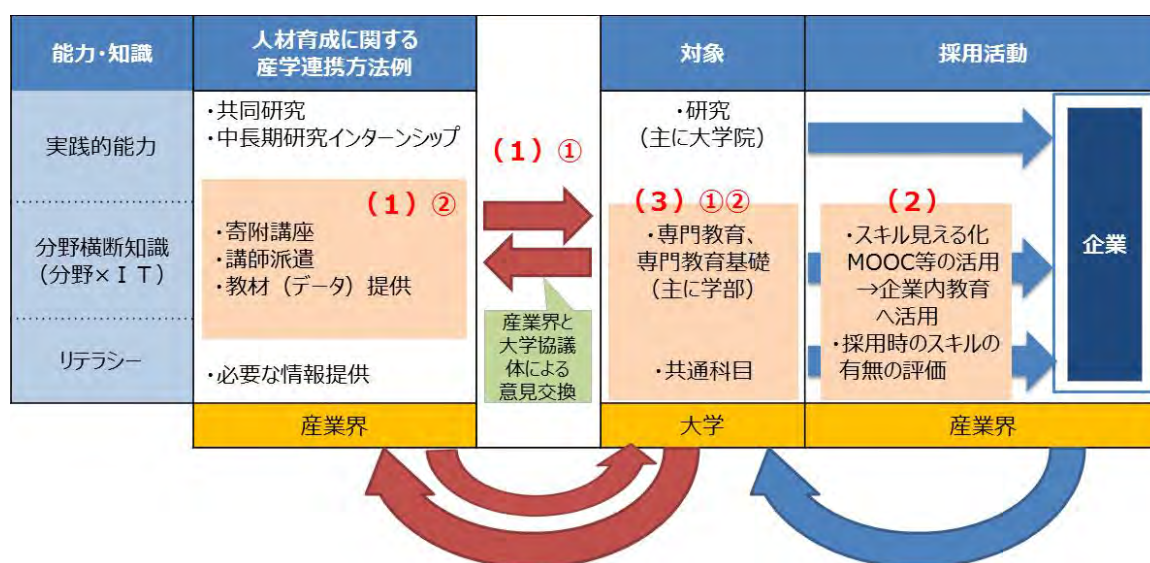 能力・知識
人材育成に関する
産学連携方法例
対象
採用活動
実践的能力
・共同研究
・中長期研究インターンシップ
(1)①
・研究
(主に大学院)
分野横断知識
(分野×IT)
(1)②
・寄附講座
・講師派遣
・教材(データ)提供
産業界と
大学協議
体による
意見交換
(3)①②
・専門教育、
専門教育基礎
(主に学部)
(2)
・スキル見える化
MOOC等の活用
→企業内教育
へ活用
・採用時のスキルの
有無の評価
企業
リテラシー
・必要な情報提供
・共通科目
産業界
大学
産業界